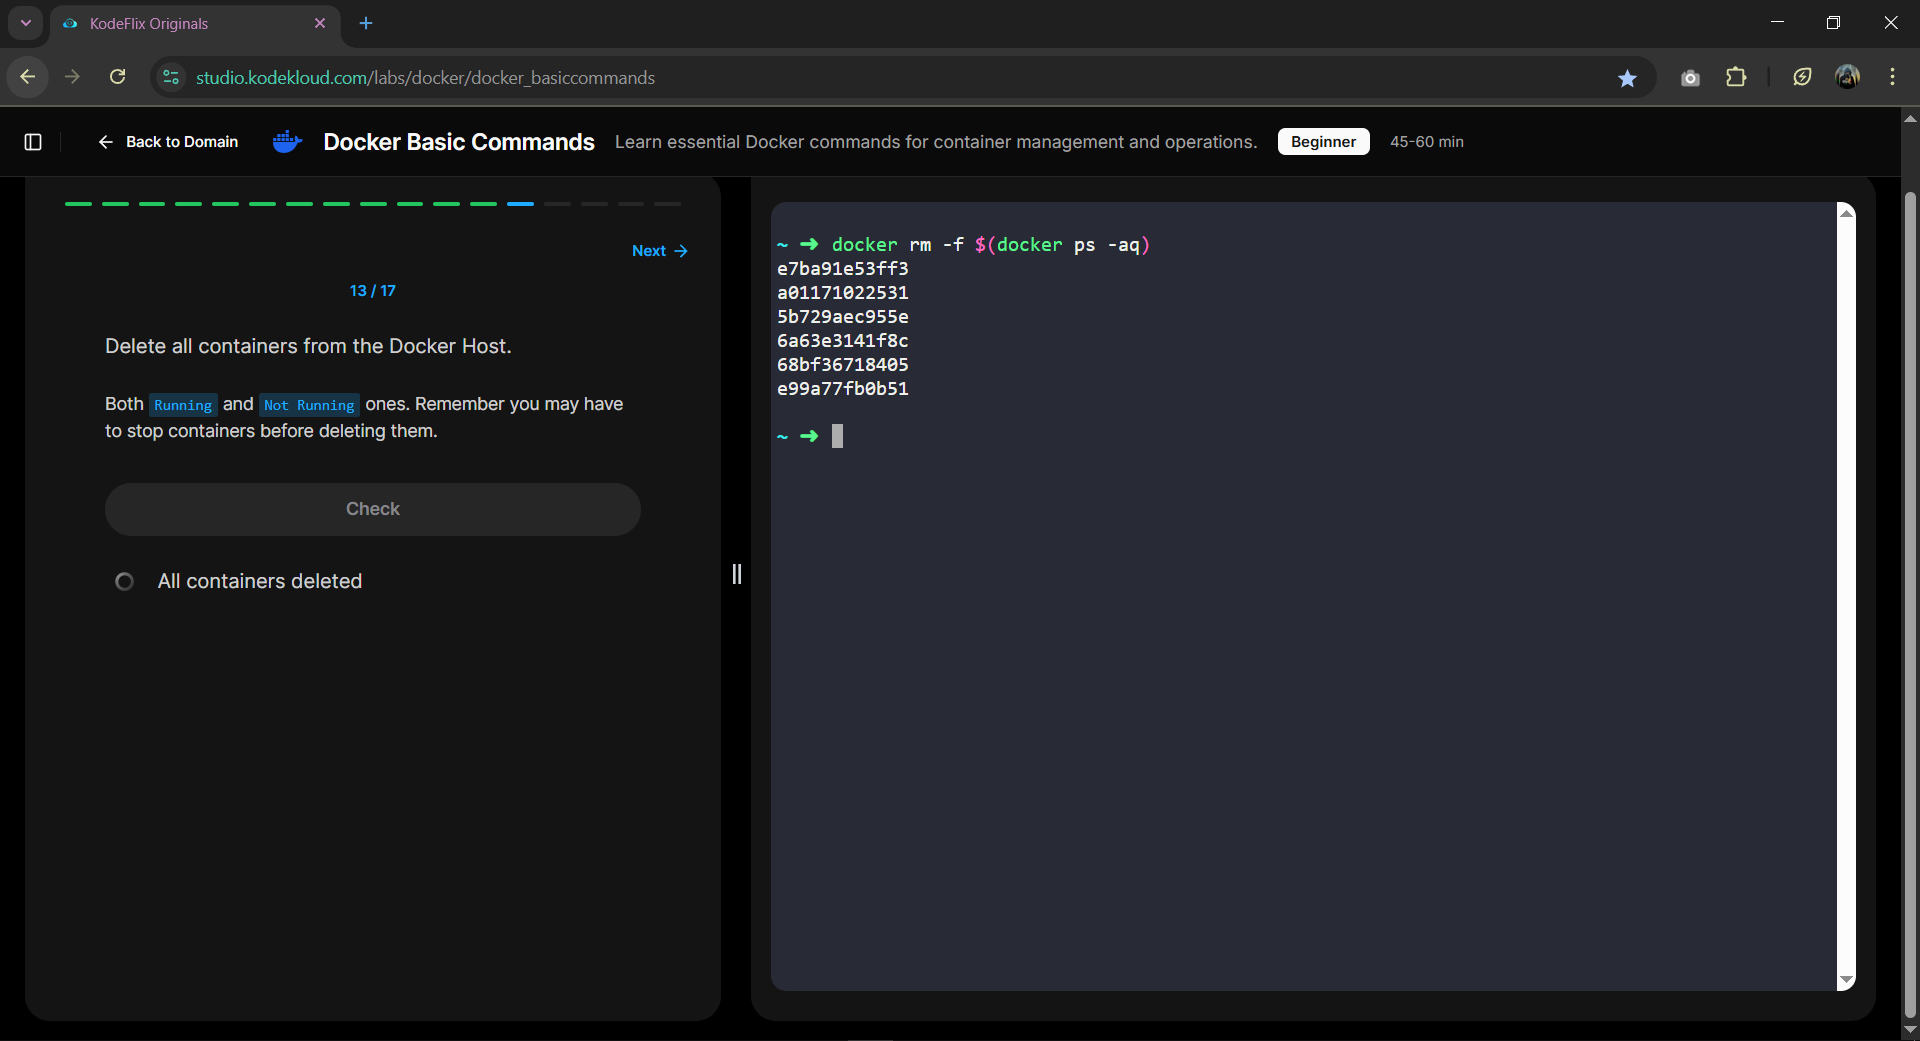 KodeFlix Originals
studio.kodekloud.com/labs/docker/docker_basiccommands
Back to Domain
Docker Basic Commands
Learn essential Docker commands for container management and operations.
Beginner
45-60 min
Next
13 / 17
Delete all containers from the Docker Host.
Both Running and Not Running ones. Remember you may have
to stop containers before deleting them.
Check
All containers deleted
~ ➜ docker rm -f $(docker ps -aq)
e7ba91e53ff3
a01171022531
5b729aec955e
6a63e3141f8c
68bf36718405
e99a77fb0b51
~ ➜